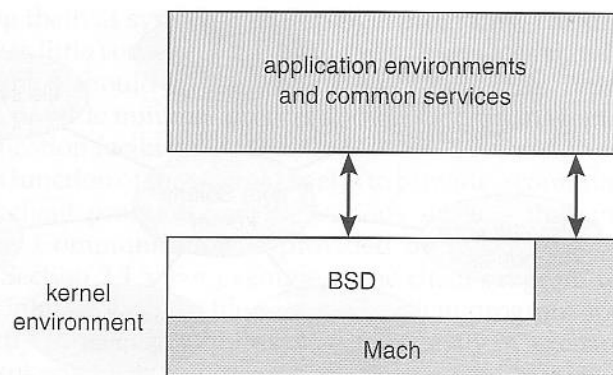 application environments
and common services
BSD
kernel
environment
Mach